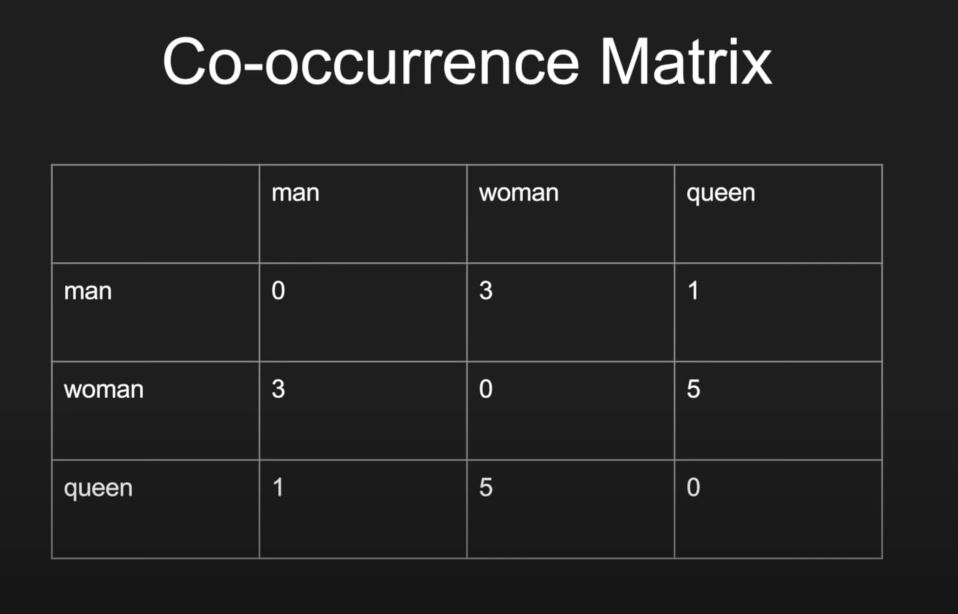 Co-occurrence Matrix
man woman queen
man 0 3 1
woman 3 0 5
queen 1 5 0